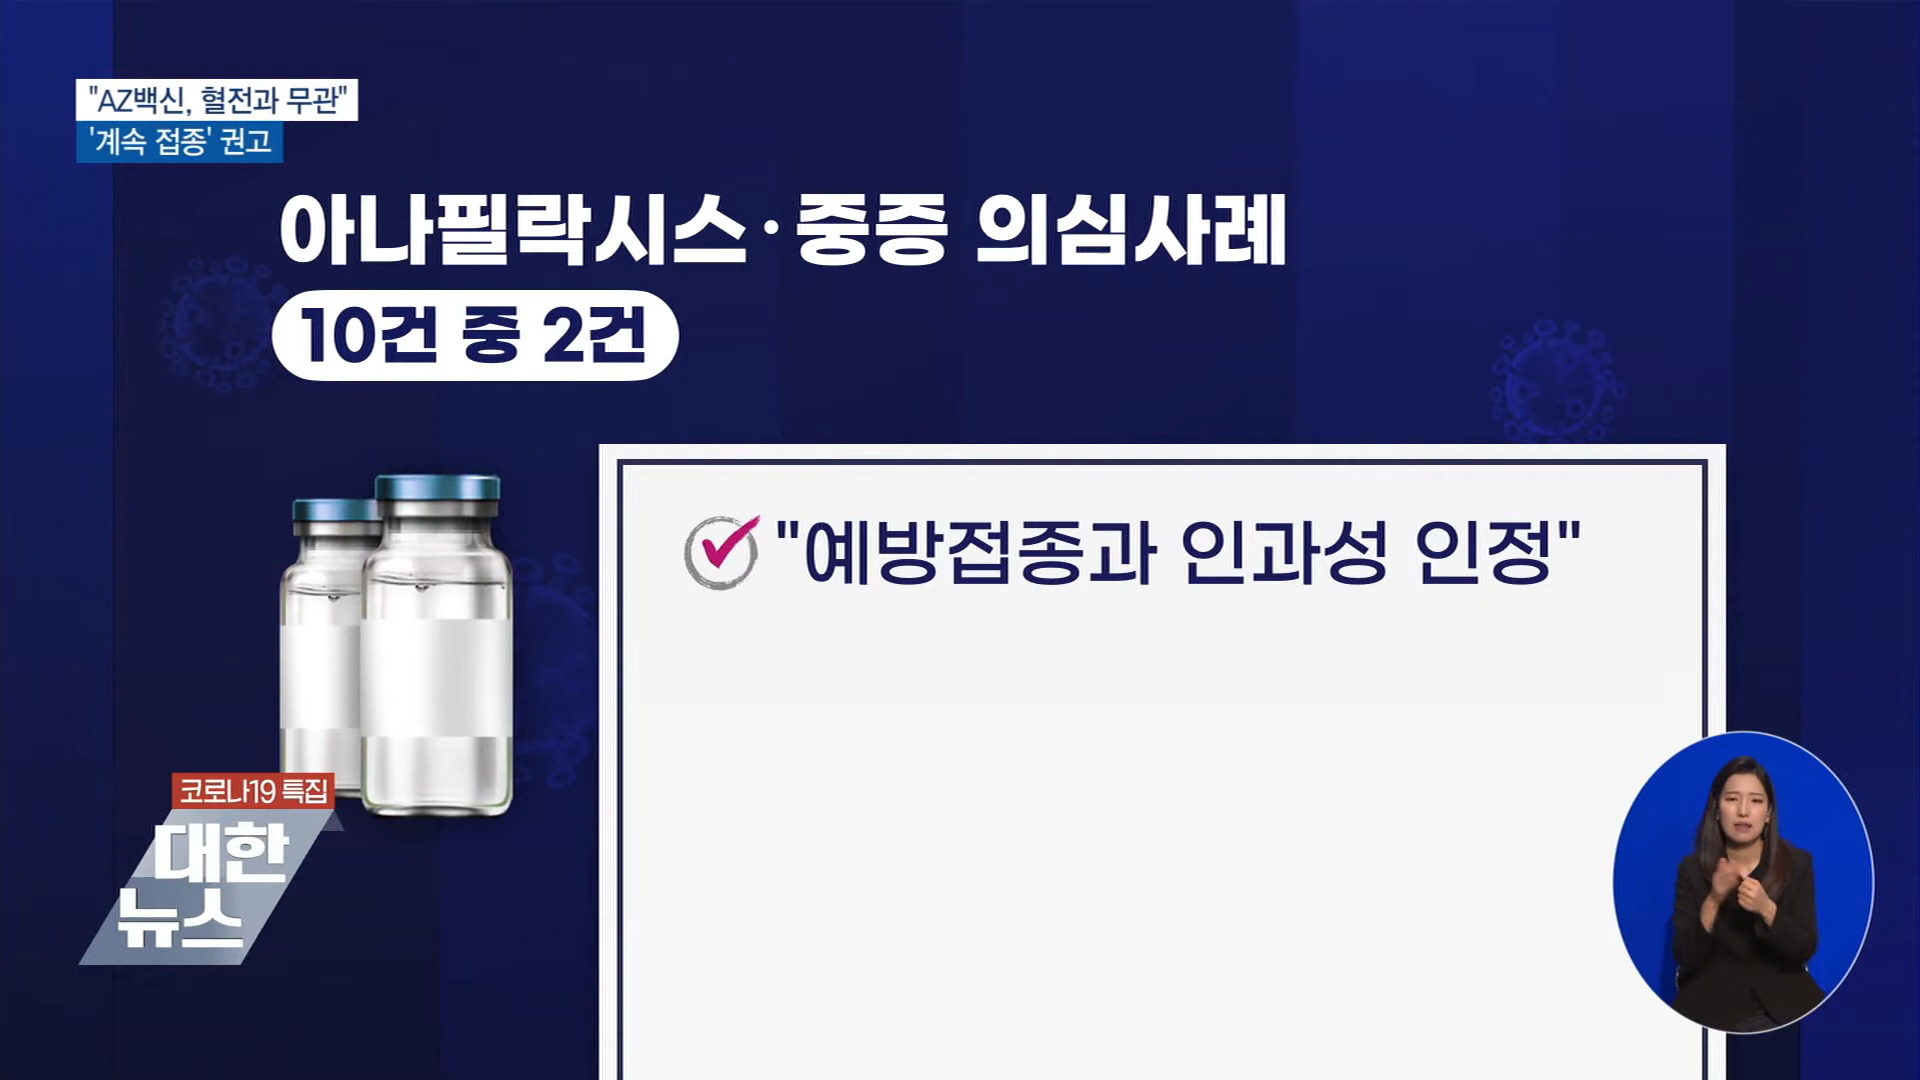 "AZ백신, 혈전과 무관"
'계속 접종' 권고
아나필락시스·중증 의심사례
10건 중 2건
"예방접종과 인과성 인정"
코로나19 특집
대한
뉴스